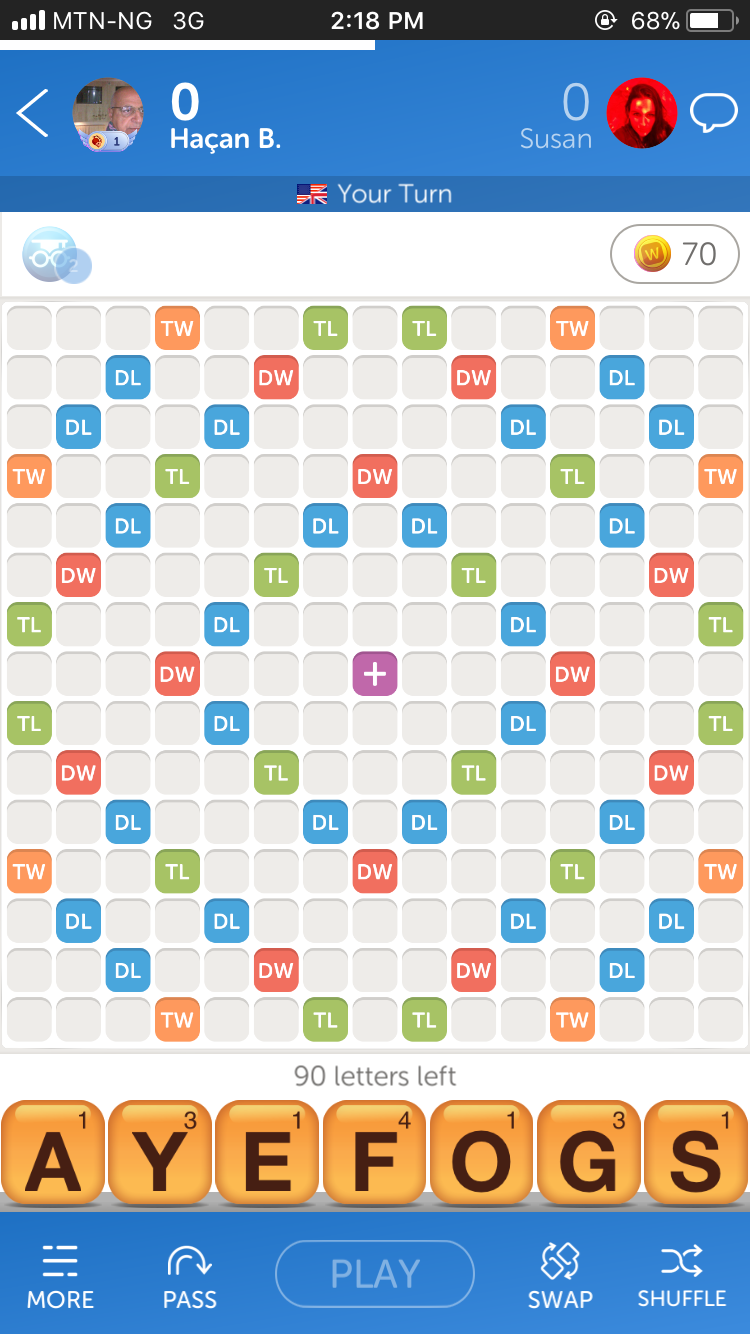 MTN-NG 3G 2:18 PM 68%
0 0
Haçan B. Susan
1
Your Turn
2 W 70
TW TL TL TW
DL DW DW DL
DL DL DL DL
TW TL DW TL TW
DL DL DL DL
DW TL TL DW
TL DL DL TL
DW + DW
TL DL DL TL
DW TL TL DW
DL DL DL DL
TW TL DW TL TW
DL DL DL DL
DL DW DW DL
TW TL TL TW
90 letters left
A 1 Y 3 E 1 F 4 O 1 G 3 S 1
MORE PASS PLAY SWAP SHUFFLE